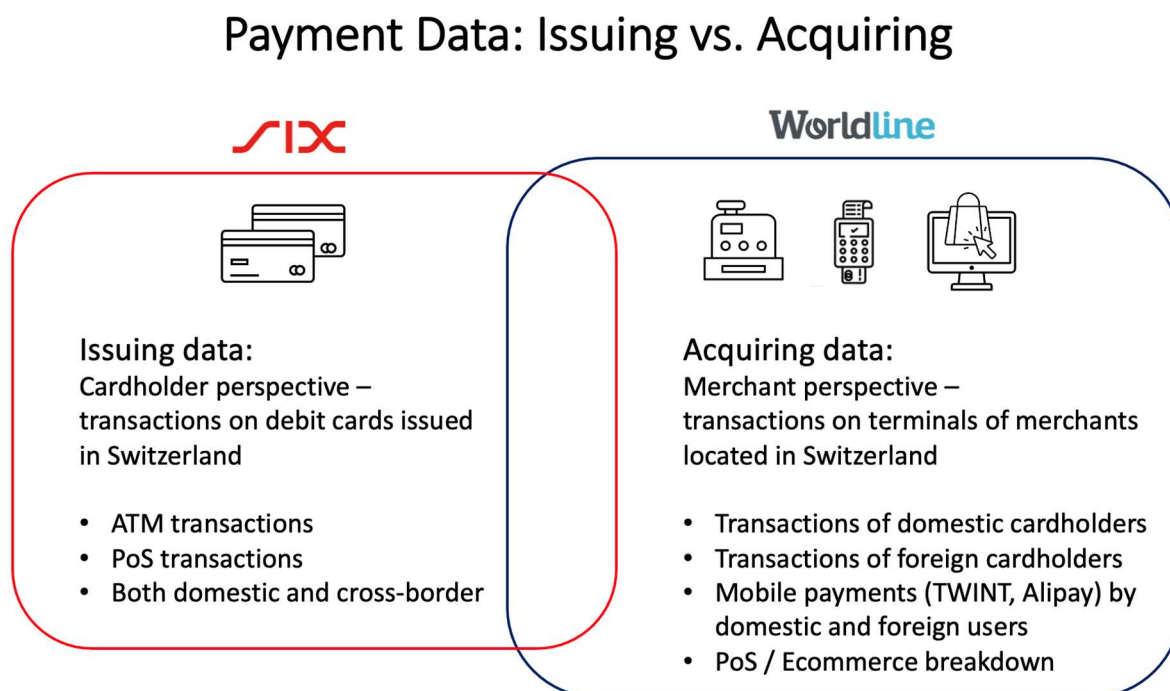 Payment Data: Issuing vs. Acquiring
SIX
Worldline
Issuing data:
Cardholder perspective –
transactions on debit cards issued
in Switzerland
• ATM transactions
• PoS transactions
• Both domestic and cross-border
Acquiring data:
Merchant perspective –
transactions on terminals of merchants
located in Switzerland
• Transactions of domestic cardholders
• Transactions of foreign cardholders
• Mobile payments (TWINT, Alipay) by
domestic and foreign users
• PoS / Ecommerce breakdown